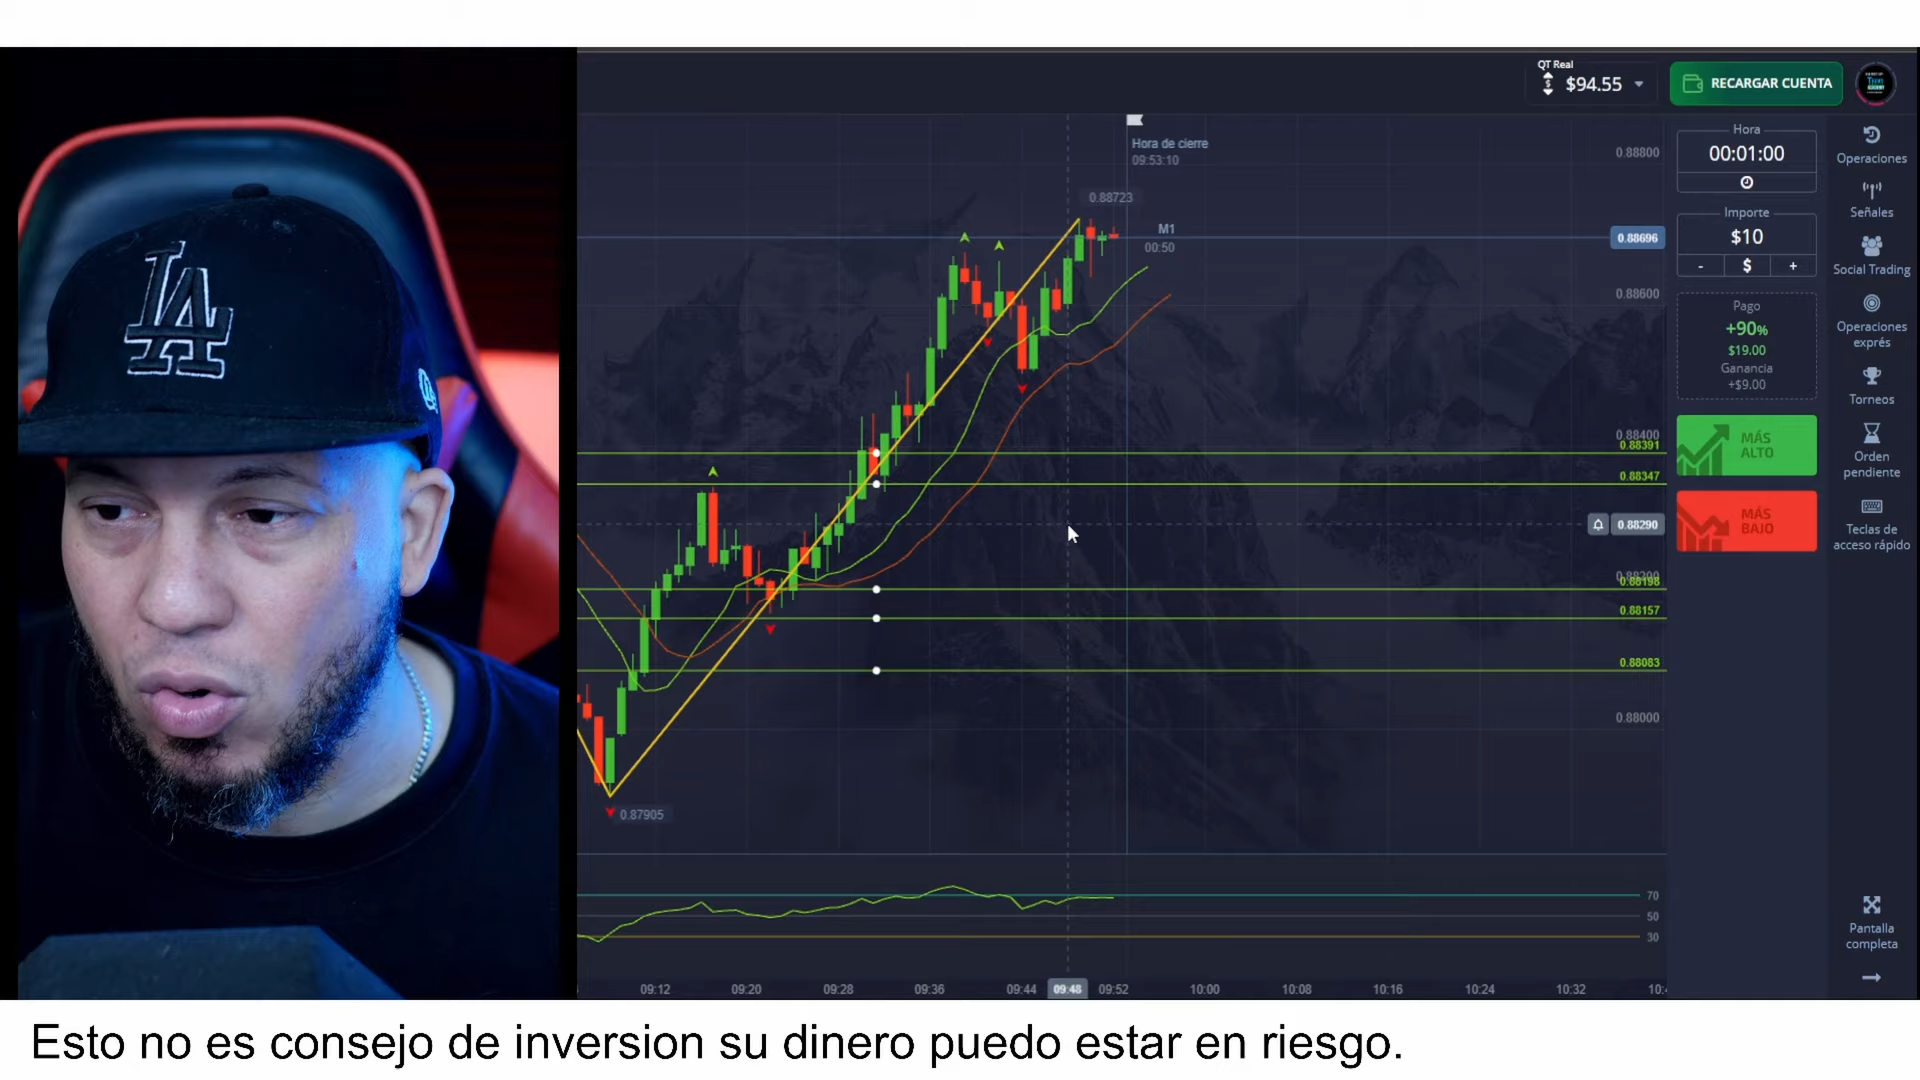 QT Real
$94.55
RECARGAR CUENTA
Hora de cierre
09:53:10
0.88723
M1
00:50
0.88800
0.88696
0.88600
0.88400
0.88391
0.88347
0.88290
0.88198
0.88157
0.88083
0.88000
0.87905
70
50
30
09:12
09:20
09:28
09:36
09:44
09:48
09:52
10:00
10:08
10:16
10:24
10:32
Hora
00:01:00
Importe
$10
- $ +
Pago
+90%
$19.00
Ganancia
+$9.00
MÁS
ALTO
MÁS
BAJO
Operaciones
Señales
Social Trading
Operaciones
exprés
Torneos
Orden
pendiente
Teclas de
acceso rápido
Pantalla
completa
LA
Esto no es consejo de inversion su dinero puedo estar en riesgo.